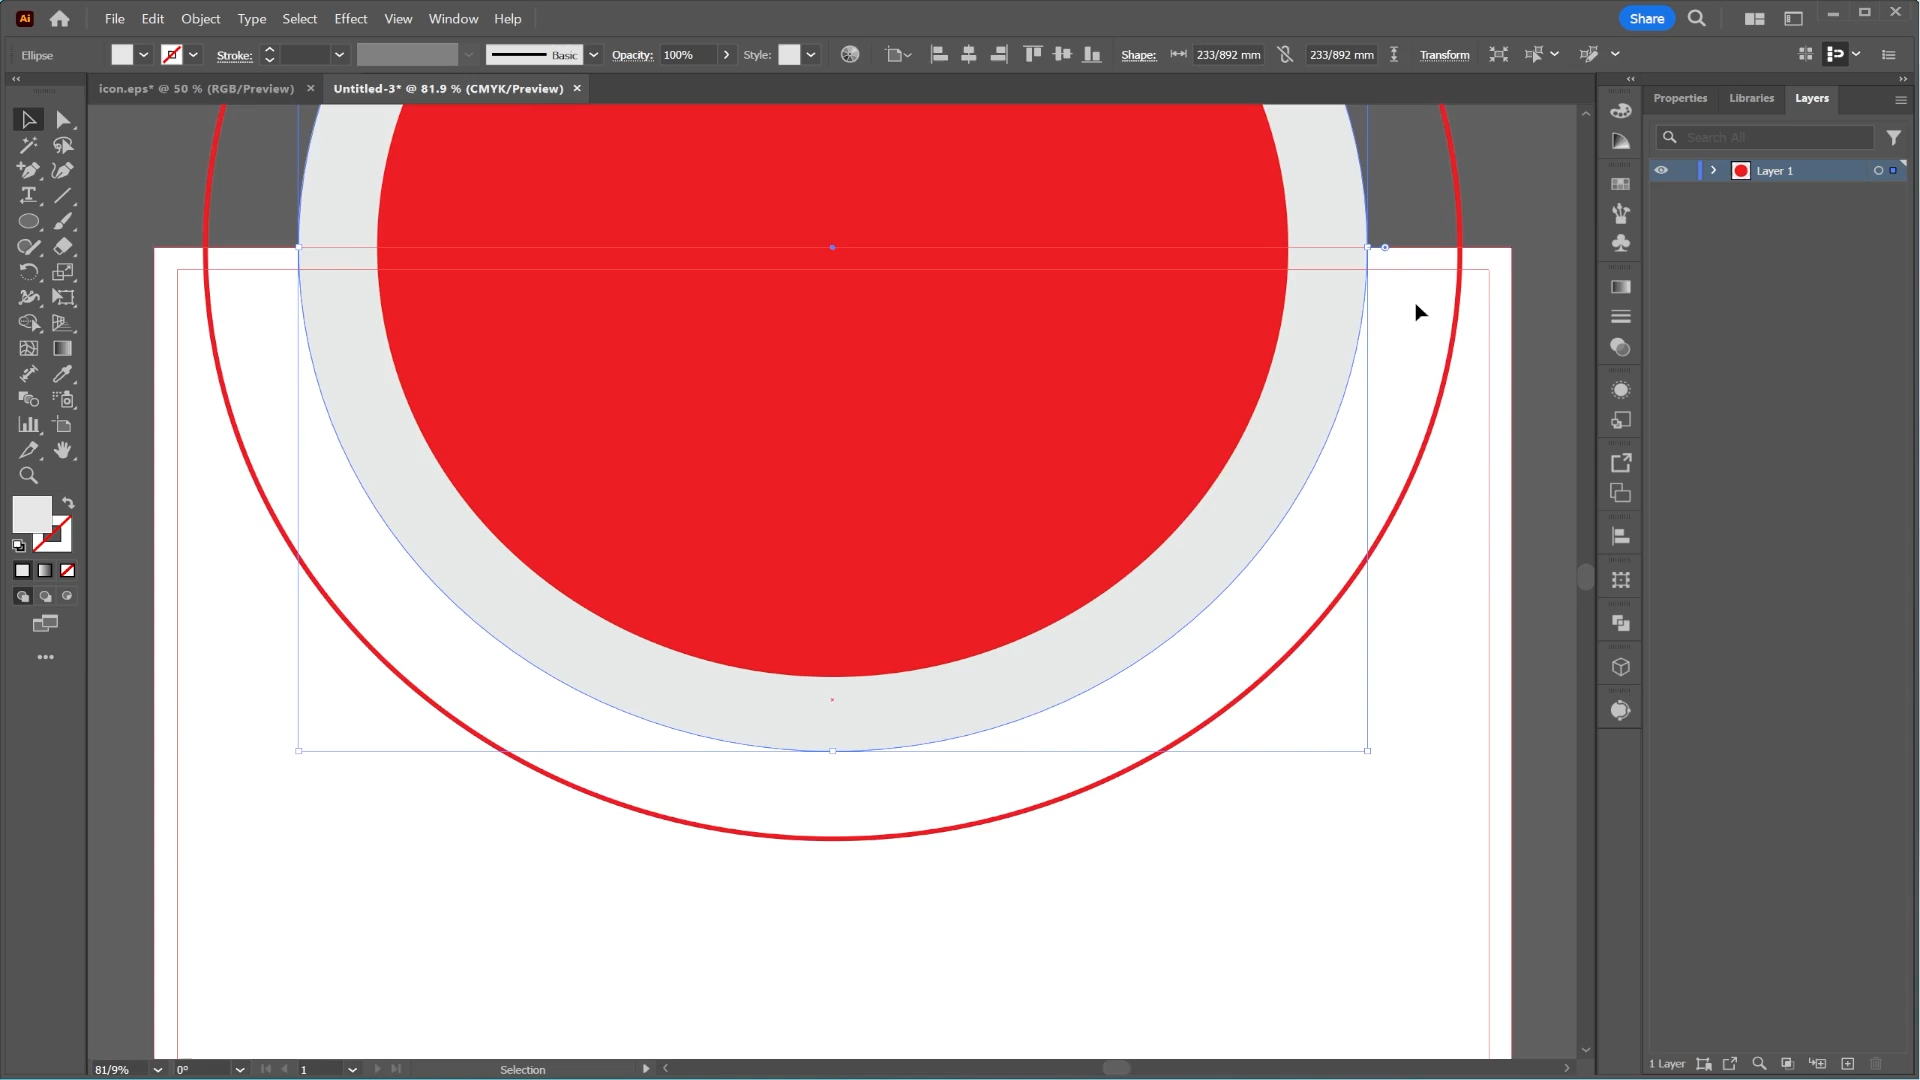 Ai File Edit Object Type Select Effect View Window Help Share
Ellipse Stroke: Basic Opacity: 100% Style: Shape: 233/892 mm 233/892 mm Transform
icon.eps* @ 50 % (RGB/Preview) Untitled-3* @ 81.9 % (CMYK/Preview)
Properties Libraries Layers
Search All
Layer 1
81/9% 0° 1 Selection
1 Layer